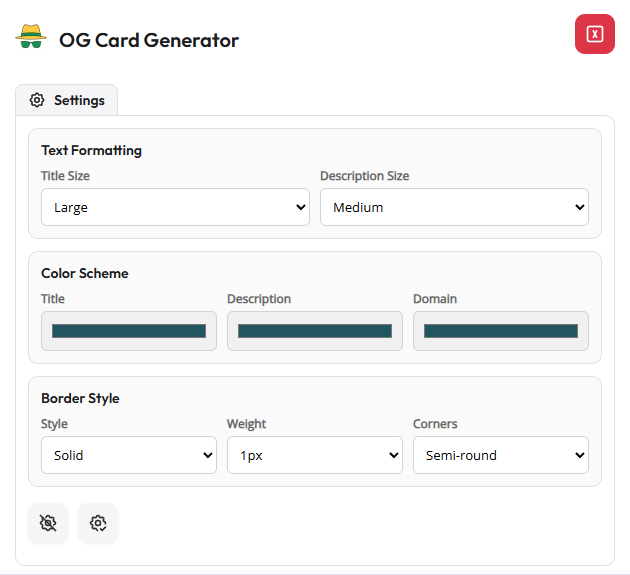 OG Card Generator
X
Settings
Text Formatting
Title Size Description Size
Large Medium
Color Scheme
Title Description Domain
Border Style
Style Weight Corners
Solid 1px Semi-round